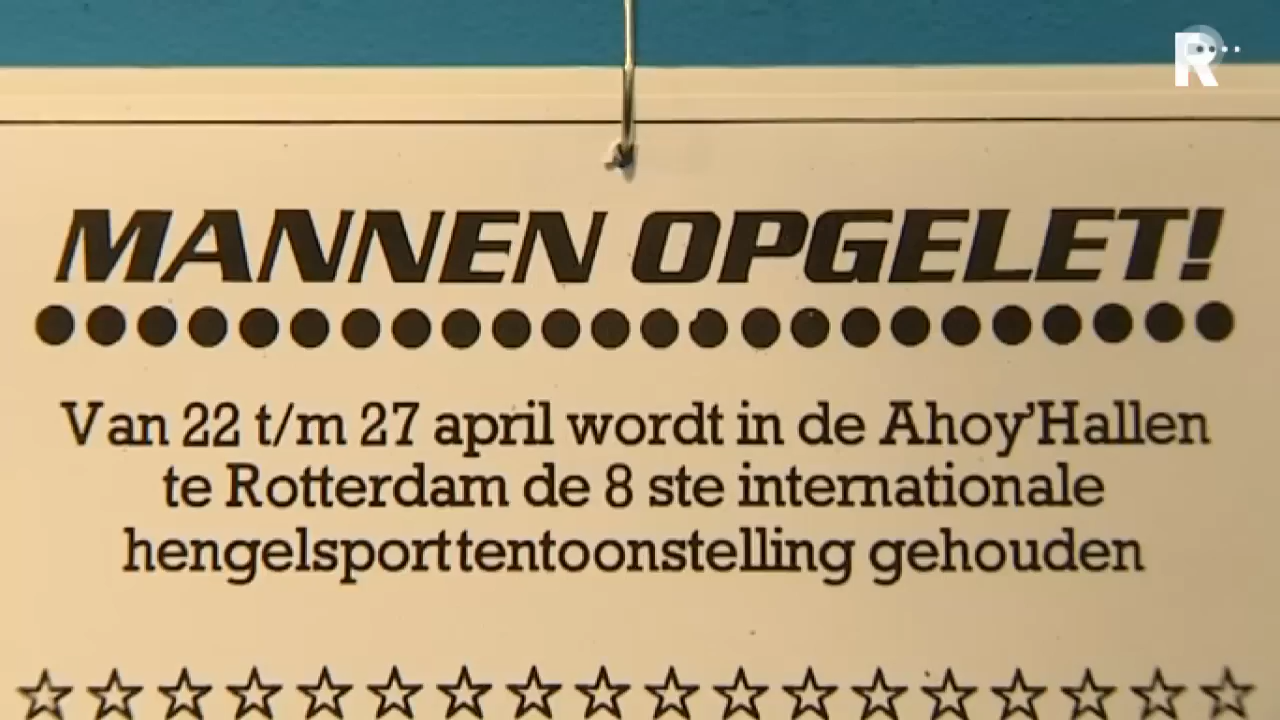 R
MANNEN OPGELET!
Van 22 t/m 27 april wordt in de Ahoy'Hallen
te Rotterdam de 8 ste internationale
hengelsporttentoonstelling gehouden